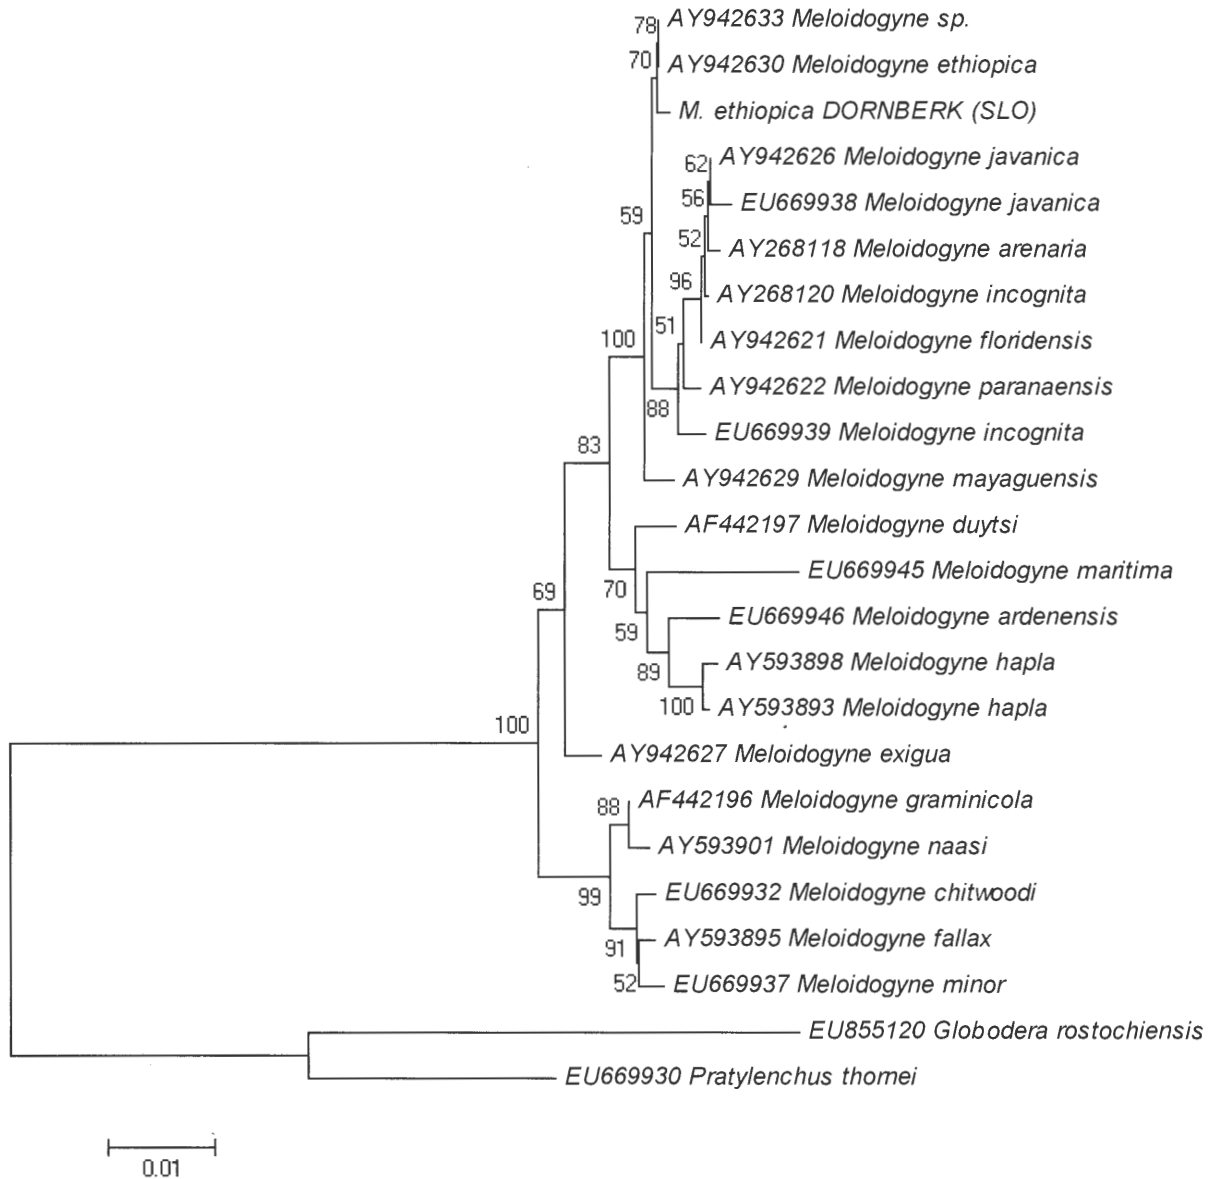 78 AY942633 Meloidogyne sp.
70 AY942630 Meloidogyne ethiopica
M. ethiopica DORNBERK (SLO)
62 AY942626 Meloidogyne javanica
56 EU669938 Meloidogyne javanica
59
52 AY268118 Meloidogyne arenaria
96 AY268120 Meloidogyne incognita
51
100 AY942621 Meloidogyne floridensis
AY942622 Meloidogyne paranaensis
88
83 EU669939 Meloidogyne incognita
AY942629 Meloidogyne mayaguensis
AF442197 Meloidogyne duytsi
EU669945 Meloidogyne maritima
69 70
EU669946 Meloidogyne ardenensis
59
AY593898 Meloidogyne hapla
89
100 AY593893 Meloidogyne hapla
100
AY942627 Meloidogyne exigua
88 AF442196 Meloidogyne graminicola
AY593901 Meloidogyne naasi
99 EU669932 Meloidogyne chitwoodi
AY593895 Meloidogyne fallax
91
52 EU669937 Meloidogyne minor
EU855120 Globodera rostochiensis
EU669930 Pratylenchus thornei
0.01